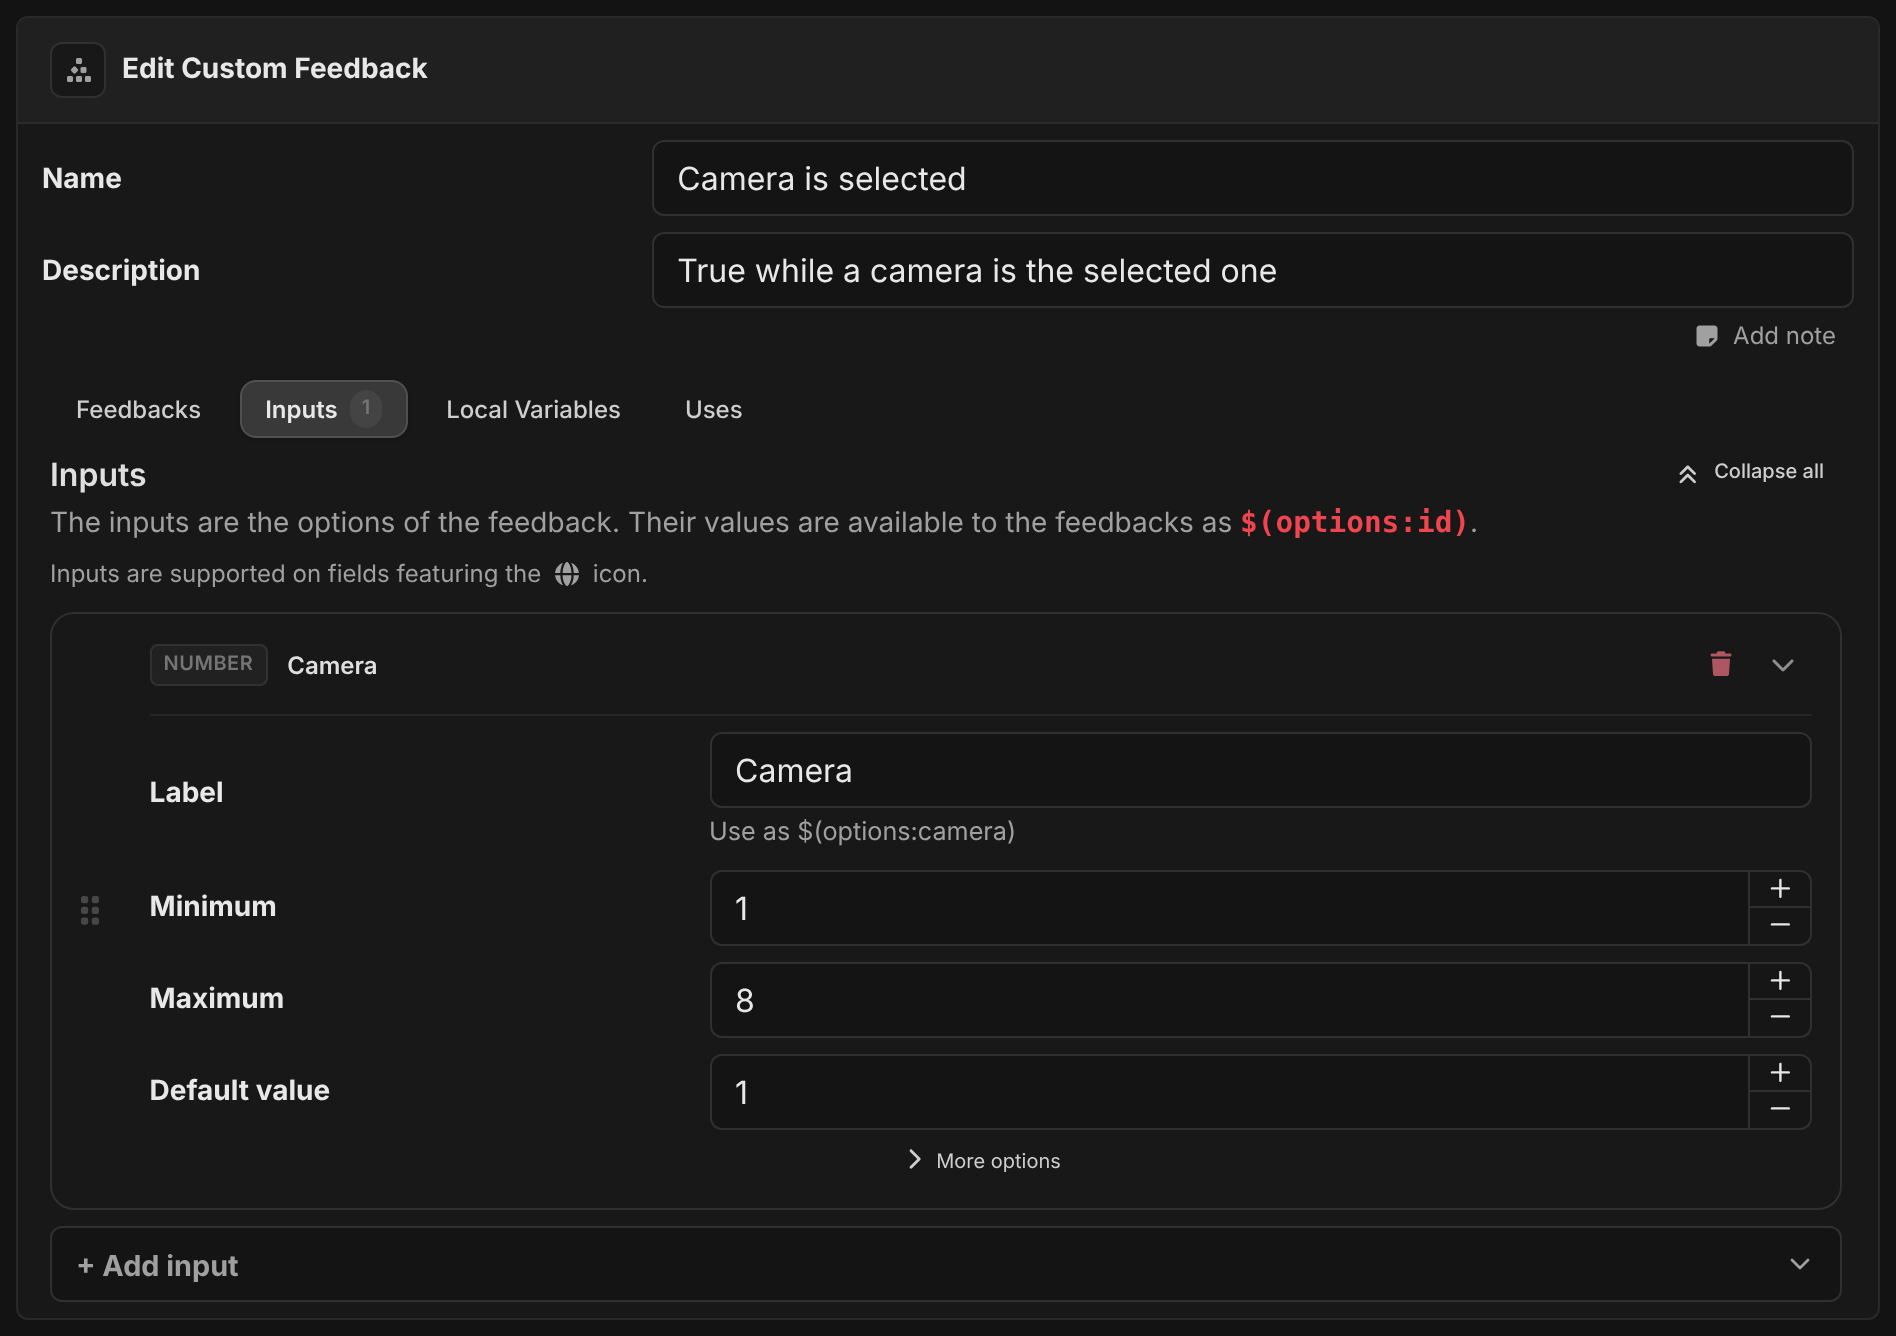 Edit Custom Feedback
Name
Camera is selected
Description
True while a camera is the selected one
Add note
Feedbacks
Inputs 1
Local Variables
Uses
Inputs
Collapse all
The inputs are the options of the feedback. Their values are available to the feedbacks as $(options:id).
Inputs are supported on fields featuring the icon.
NUMBER Camera
Label
Camera
Use as $(options:camera)
Minimum
1
Maximum
8
Default value
1
More options
+ Add input